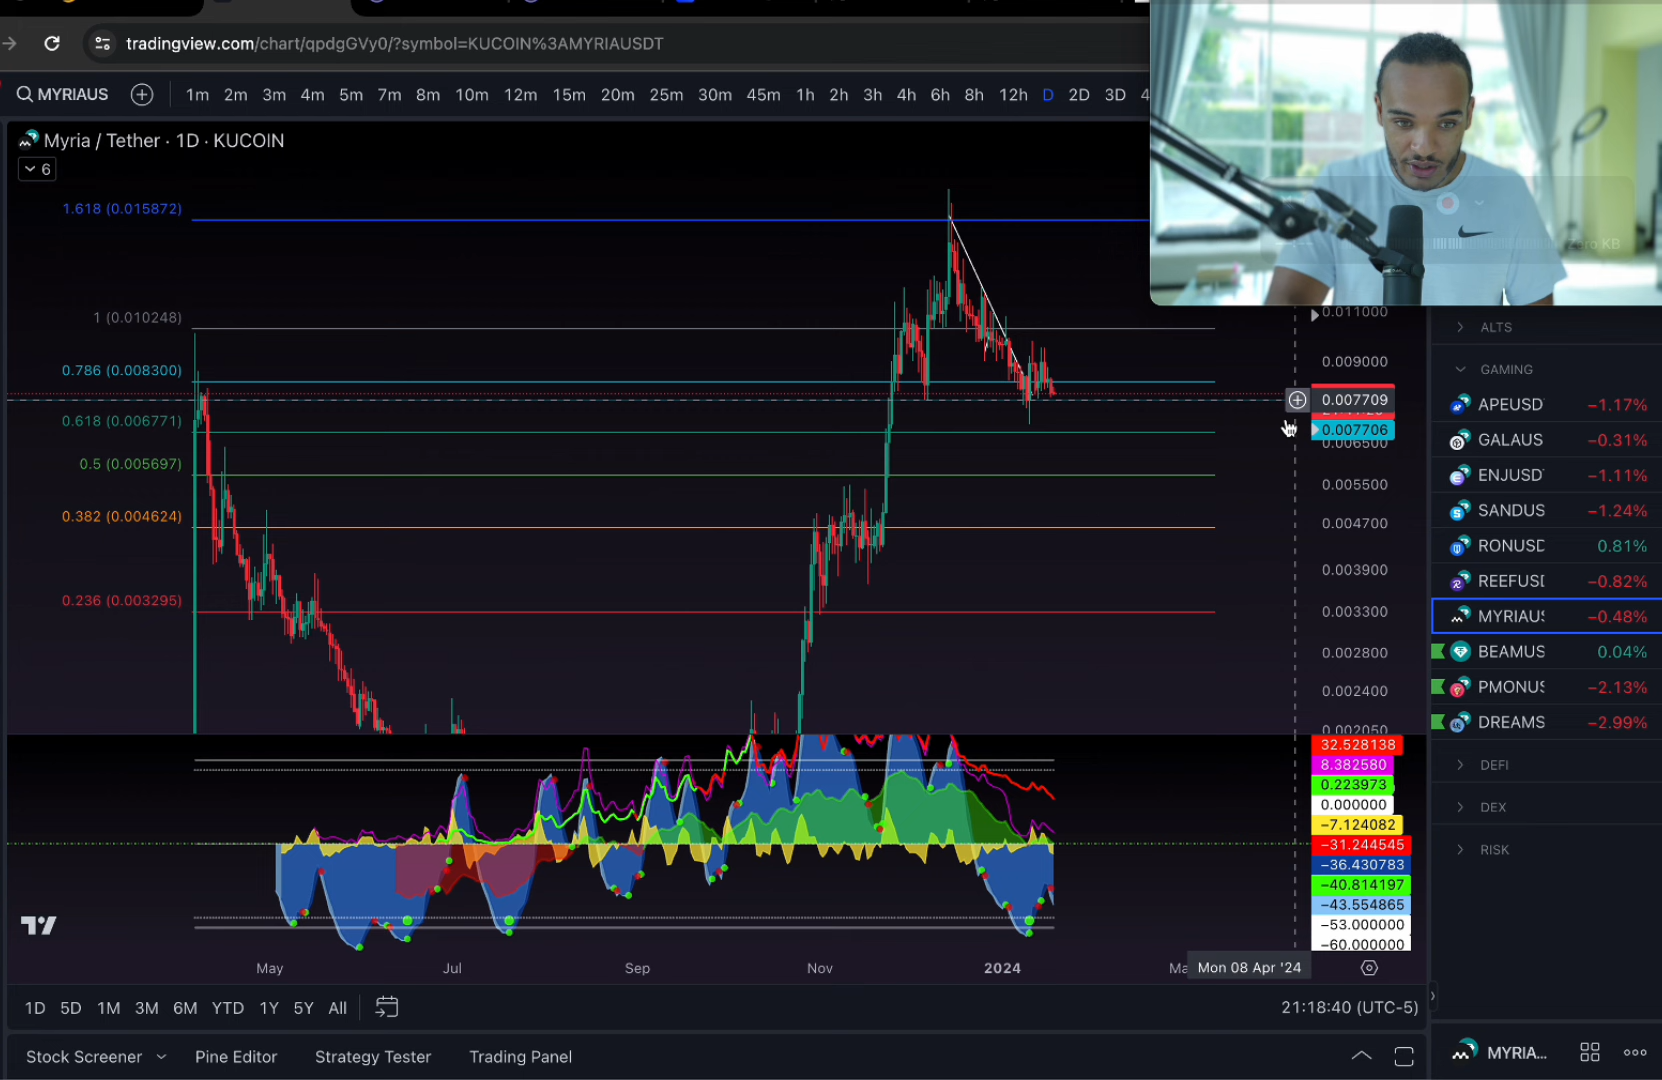 tradingview.com/chart/qpdgGVy0/?symbol=KUCOIN%3AMYRIAUSDT
MYRIAUS 1m 2m 3m 4m 5m 7m 8m 10m 12m 15m 20m 25m 30m 45m 1h 2h 3h 4h 6h 8h 12h D 2D 3D 4
Myria / Tether · 1D · KUCOIN
6
1.618 (0.015872)
1 (0.010248)
0.786 (0.008300)
0.618 (0.006771)
0.5 (0.005697)
0.382 (0.004624)
0.236 (0.003295)
Zero KB
0.011000
0.009000
0.007709
0.007706
0.006500
0.005500
0.004700
0.003900
0.003300
0.002800
0.002400
0.002050
32.528138
8.382580
0.223973
0.000000
−7.124082
−31.244545
−36.430783
−40.814197
−43.554865
−53.000000
−60.000000
ALTS
GAMING
APEUSD −1.17%
GALAUS −0.31%
ENJUSD −1.11%
SANDUS −1.24%
RONUSD 0.81%
REEFUSD −0.82%
MYRIAUS −0.48%
BEAMUS 0.04%
PMONUS −2.13%
DREAMS −2.99%
DEFI
DEX
RISK
May Jul Sep Nov 2024 Ma Mon 08 Apr '24
1D 5D 1M 3M 6M YTD 1Y 5Y All 21:18:40 (UTC-5)
Stock Screener Pine Editor Strategy Tester Trading Panel MYRIA...